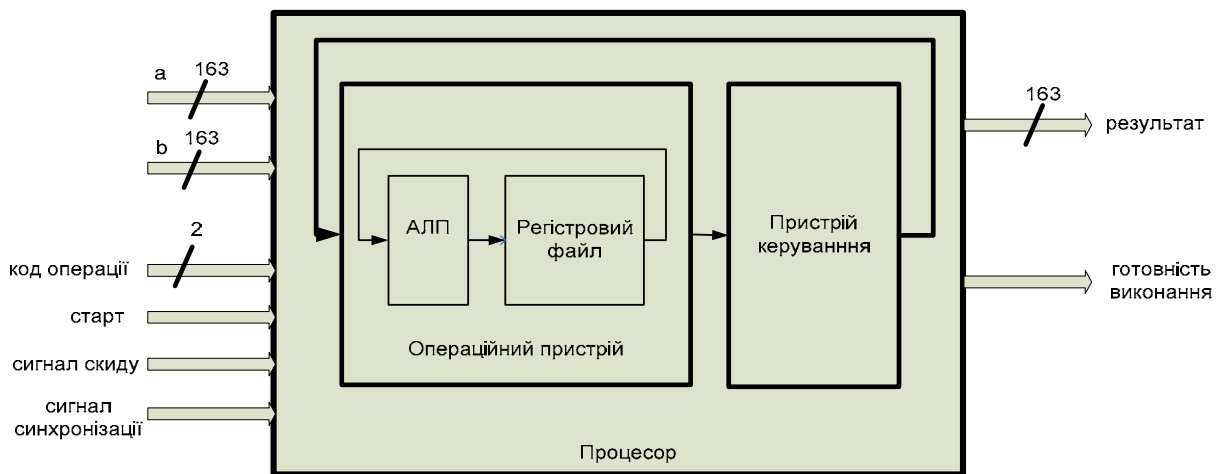 a
163
b
163
2
код операції
старт
сигнал скиду
сигнал
синхронізації
АЛП
Регістровий
файл
Операційний пристрій
Пристрій
керуванння
Процесор
163
результат
готовність
виконання